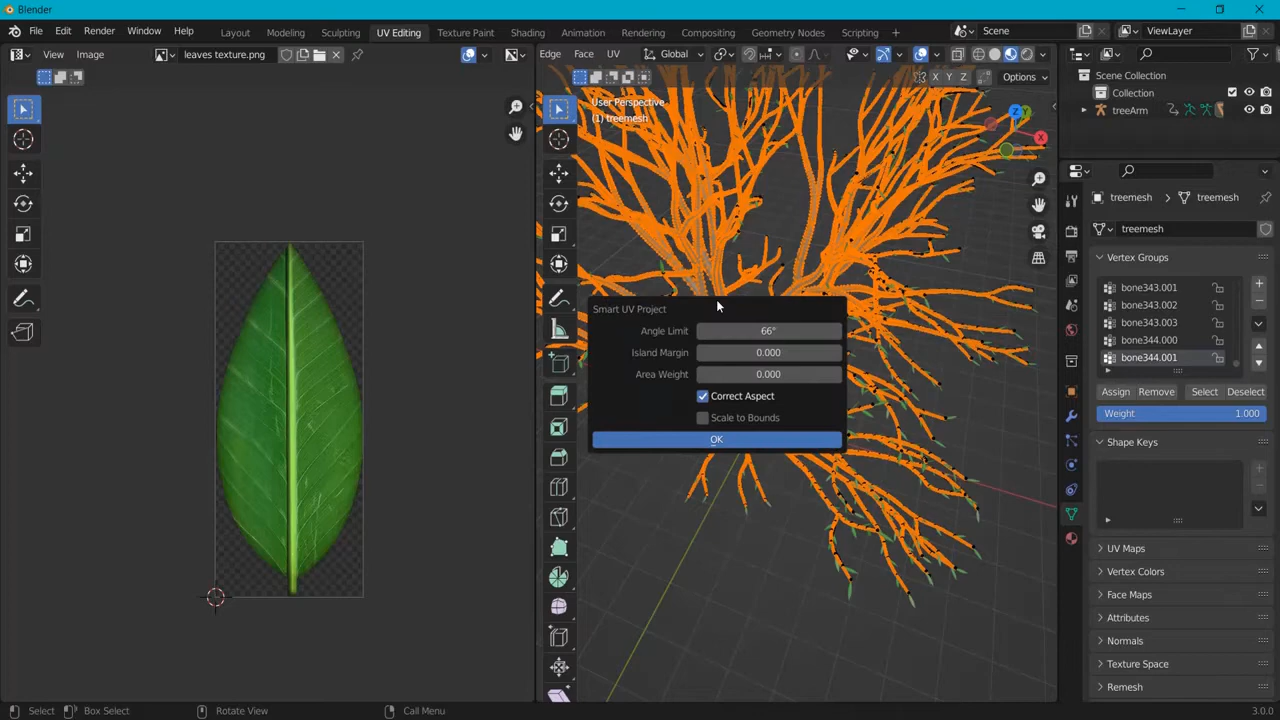 Blender
File Edit Render Window Help Layout Modeling Sculpting UV Editing Texture Paint Shading Animation Rendering Compositing Geometry Nodes Scripting + Scene ViewLayer
View Image leaves texture.png Edge Face UV Global
X Y Z Options
User Perspective
(1) treemesh
Z Y
X
Scene Collection
Collection
treeArm
treemesh treemesh
treemesh
Vertex Groups
bone343.001
bone343.002
bone343.003
bone344.000
bone344.001
Assign Remove Select Deselect
Weight 1.000
Shape Keys
UV Maps
Vertex Colors
Face Maps
Attributes
Normals
Texture Space
Remesh
Smart UV Project
Angle Limit 66°
Island Margin 0.000
Area Weight 0.000
Correct Aspect
Scale to Bounds
OK
Select Box Select Rotate View Call Menu 3.0.0